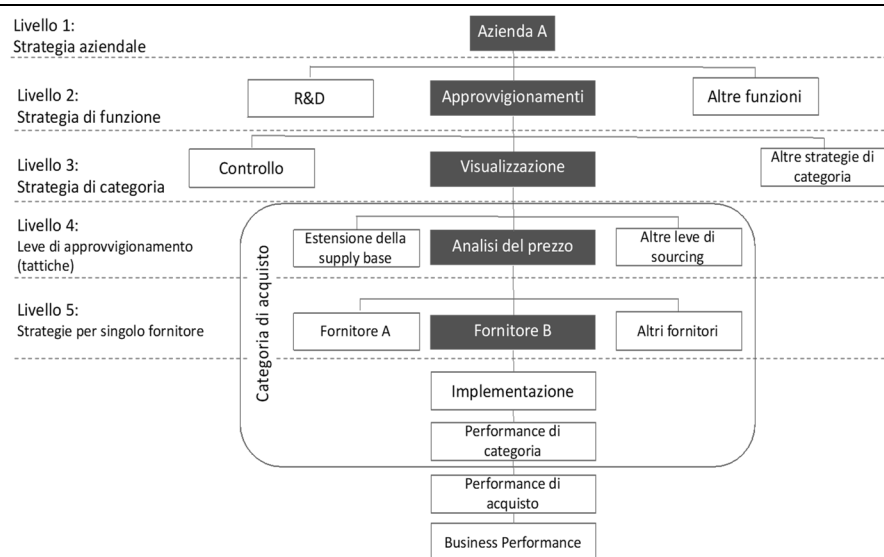 Livello 1:
Strategia aziendale
Azienda A
Livello 2:
Strategia di funzione
R&D
Approvvigionamenti
Altre funzioni
Livello 3:
Strategia di categoria
Controllo
Visualizzazione
Altre strategie di
categoria
Livello 4:
Leve di approvvigionamento
(tattiche)
Estensione della
supply base
Analisi del prezzo
Altre leve di
sourcing
Categoria di acquisto
Livello 5:
Strategie per singolo fornitore
Fornitore A
Fornitore B
Altri fornitori
Implementazione
Performance di
categoria
Performance di
acquisto
Business Performance